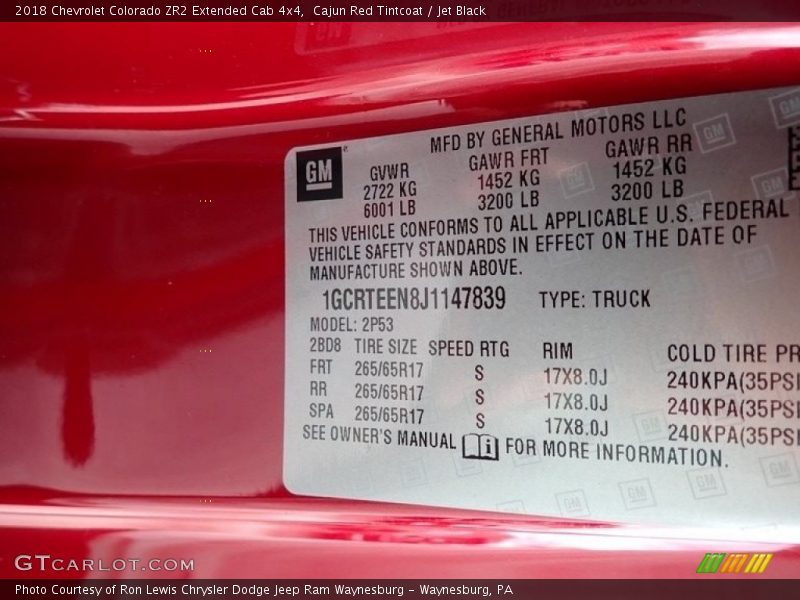 2018 Chevrolet Colorado ZR2 Extended Cab 4x4, Cajun Red Tintcoat / Jet Black
MFD BY GENERAL MOTORS LLC
GM
GVWR GAWR FRT GAWR RR
2722 KG 1452 KG 1452 KG
6001 LB 3200 LB 3200 LB
THIS VEHICLE CONFORMS TO ALL APPLICABLE U.S. FEDERAL
VEHICLE SAFETY STANDARDS IN EFFECT ON THE DATE OF
MANUFACTURE SHOWN ABOVE.
1GCRTEEN8J1147839 TYPE: TRUCK
MODEL: 2P53
2BD8 TIRE SIZE SPEED RTG RIM COLD TIRE PR
FRT 265/65R17 S 17X8.0J 240KPA(35PSI
RR 265/65R17 S 17X8.0J 240KPA(35PSI
SPA 265/65R17 S 17X8.0J 240KPA(35PSI
SEE OWNER'S MANUAL FOR MORE INFORMATION.
GTCARLOT.COM
Photo Courtesy of Ron Lewis Chrysler Dodge Jeep Ram Waynesburg - Waynesburg, PA